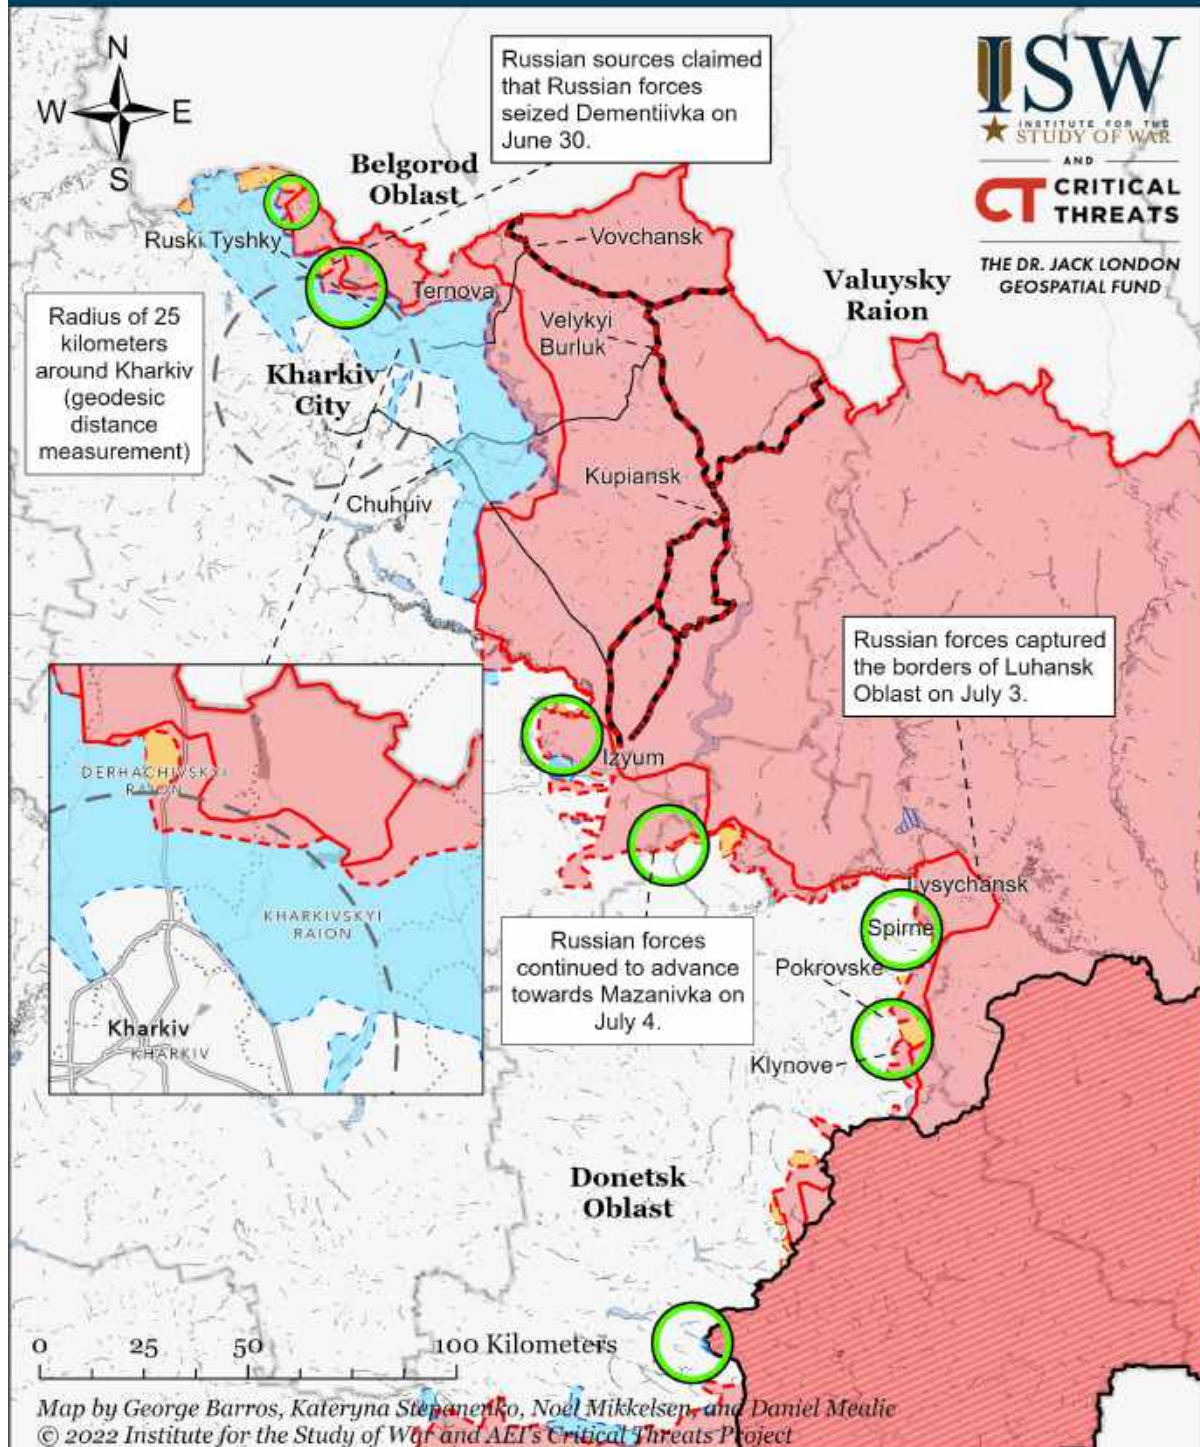 N
W
E
S
Russian sources claimed
that Russian forces
seized Dementiivka on
June 30.
ISW
INSTITUTE FOR THE
STUDY OF WAR
AND
CT CRITICAL
THREATS
THE DR. JACK LONDON
GEOSPATIAL FUND
Belgorod
Oblast
Ruski Tyshky
Vovchansk
Ternova
Valuysky
Raion
Radius of 25
kilometers
around Kharkiv
(geodesic
distance
measurement)
Velykyi
Burluk
Kharkiv
City
Kupiansk
Chuhuiv
Russian forces captured
the borders of Luhansk
Oblast on July 3.
Izyum
DERHACHIVSKYI
RAION
KHARKIVSKYI
RAION
Kharkiv
KHARKIV
Lysychansk
Spirne
Russian forces
continued to advance
towards Mazanivka on
July 4.
Pokrovske
Klynove
Donetsk
Oblast
0 25 50 100 Kilometers
Map by George Barros, Kateryna Stepanenko, Noel Mikkelsen, and Daniel Mealie
© 2022 Institute for the Study of War and AEI's Critical Threats Project